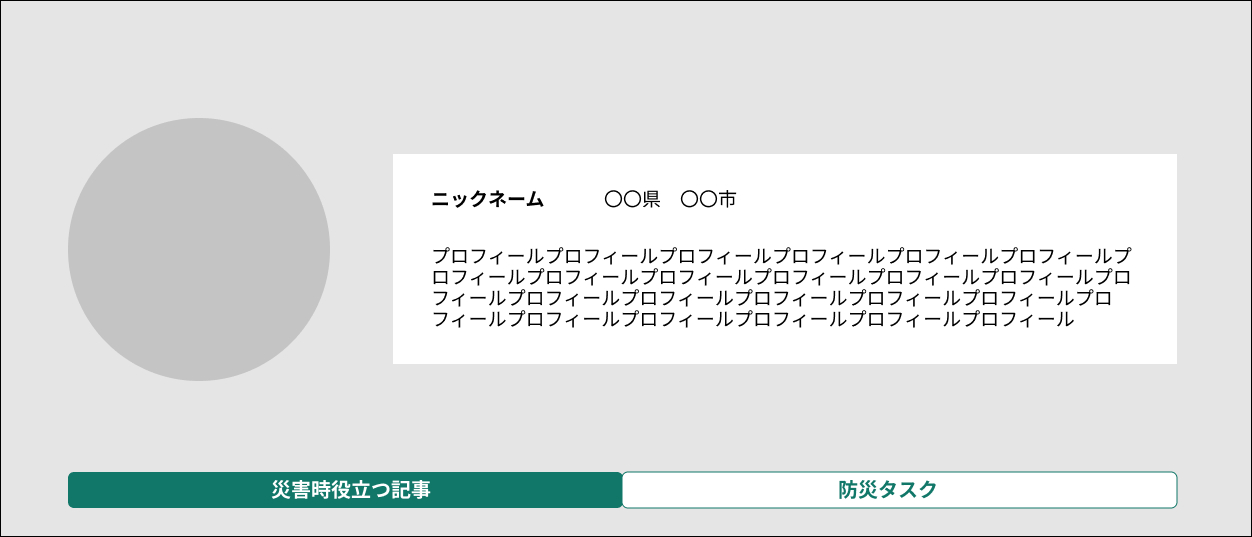 ニックネーム　〇〇県　〇〇市
プロフィールプロフィールプロフィールプロフィールプロフィールプロフィールプ
ロフィールプロフィールプロフィールプロフィールプロフィールプロフィールプロ
フィールプロフィールプロフィールプロフィールプロフィールプロフィールプロ
フィールプロフィールプロフィールプロフィールプロフィールプロフィール
災害時役立つ記事
防災タスク